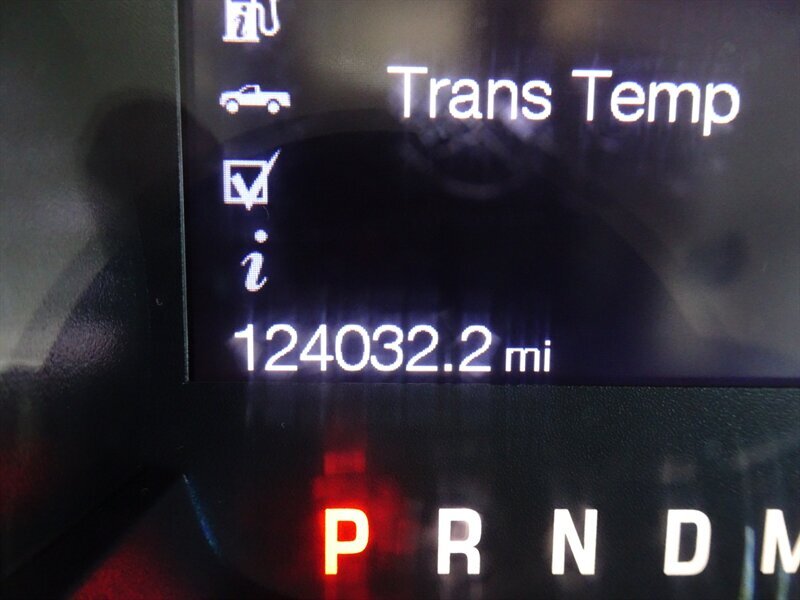 Trans Temp
i
124032.2 mi
P R N D M